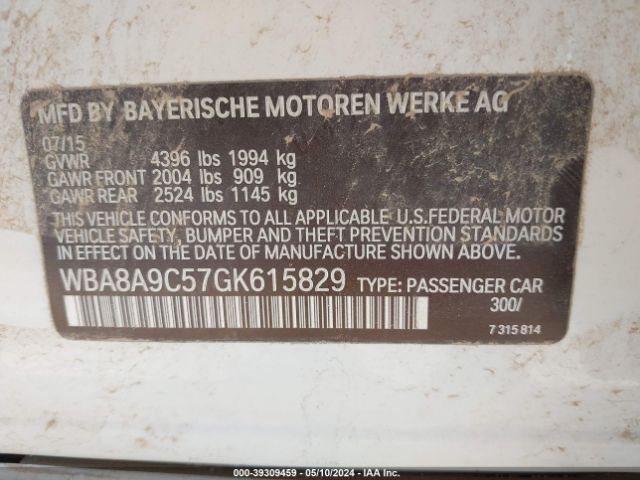 MFD BY BAYERISCHE MOTOREN WERKE AG
07/15
GVWR 4396 lbs 1994 kg
GAWR FRONT 2004 lbs 909 kg
GAWR REAR 2524 lbs 1145 kg
THIS VEHICLE CONFORMS TO ALL APPLICABLE U.S.FEDERAL MOTOR
VEHICLE SAFETY, BUMPER AND THEFT PREVENTION STANDARDS
IN EFFECT ON THE DATE OF MANUFACTURE SHOWN ABOVE.
WBA8A9C57GK615829 TYPE: PASSENGER CAR
300/
7 315 814
000-39309459 - 05/10/2024 - IAA Inc.